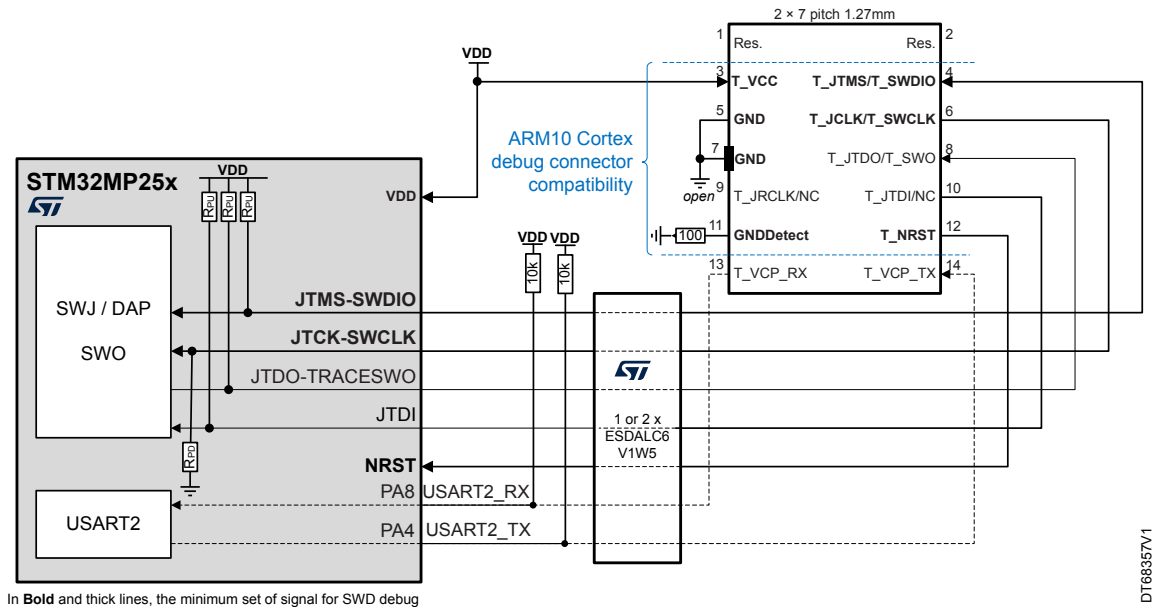 2 × 7 pitch 1.27mm
1
Res.
Res.
2
VDD
3
T_VCC
T_JTMS/T_SWDIO
4
5
GND
T_JCLK/T_SWCLK
6
ARM10 Cortex
debug connector
compatibility
7
GND
T_JTDO/T_SWO
8
open
9
T_JRCLK/NC
T_JTDI/NC
10
100
11
GNDDetect
T_NRST
12
13
T_VCP_RX
T_VCP_TX
14
STM32MP25x
VDD
VDD
RPU
RPU
RPU
VDD
VDD
10k
10k
SWJ / DAP
SWO
JTMS-SWDIO
JTCK-SWCLK
JTDO-TRACESWO
JTDI
RPD
NRST
ST
ST
1 or 2 x
ESDALC6
V1W5
USART2
PA8
USART2_RX
PA4
USART2_TX
In Bold and thick lines, the minimum set of signal for SWD debug
DT68357V1